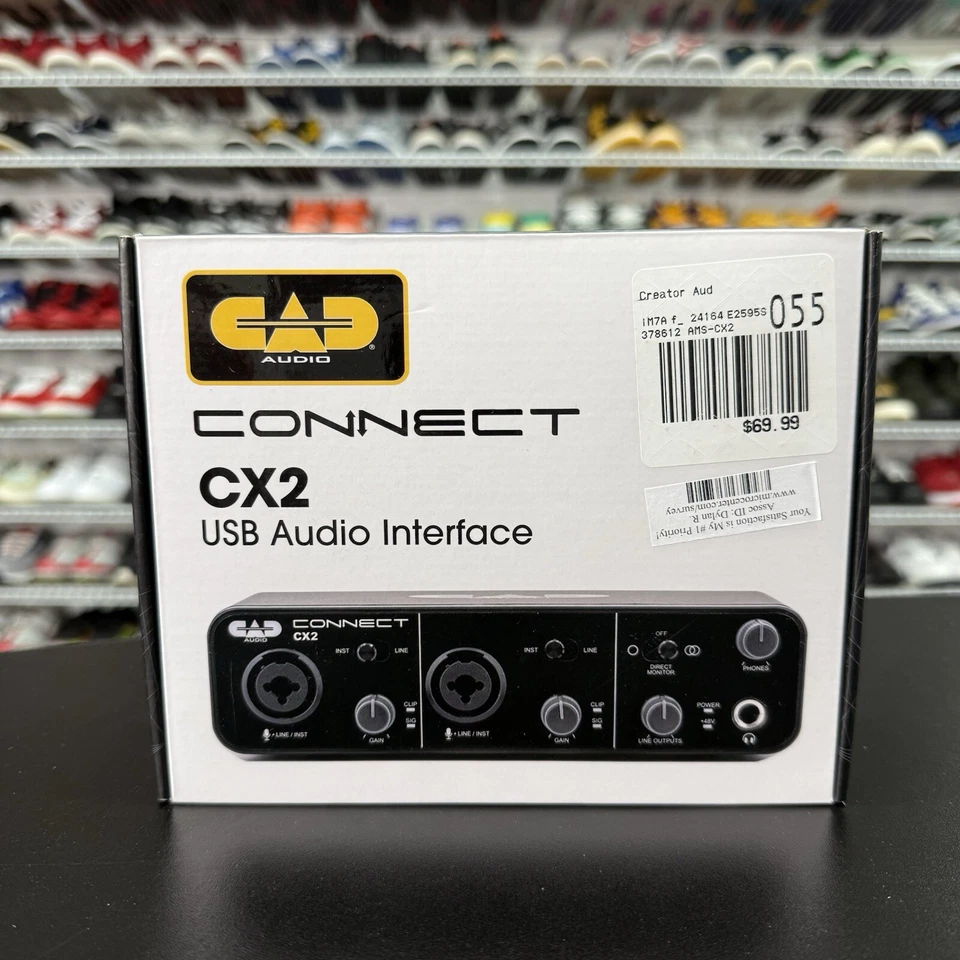 CAD
AUDIO
®
CONNECT
CX2
USB Audio Interface
Creator Aud
055
IM7A f_ 24164 E2595S
378612 AMS-CX2
$69.99
Your Satisfaction is My #1 Priority!
Assoc ID: Dylan R.
www.microcenter.com/survey
CAD
AUDIO
CONNECT
CX2
INST
LINE
CLIP
SIG
GAIN
LINE / INST
INST
LINE
CLIP
SIG
GAIN
LINE / INST
OFF
DIRECT
MONITOR
PHONES
LINE OUTPUTS
POWER
+48V